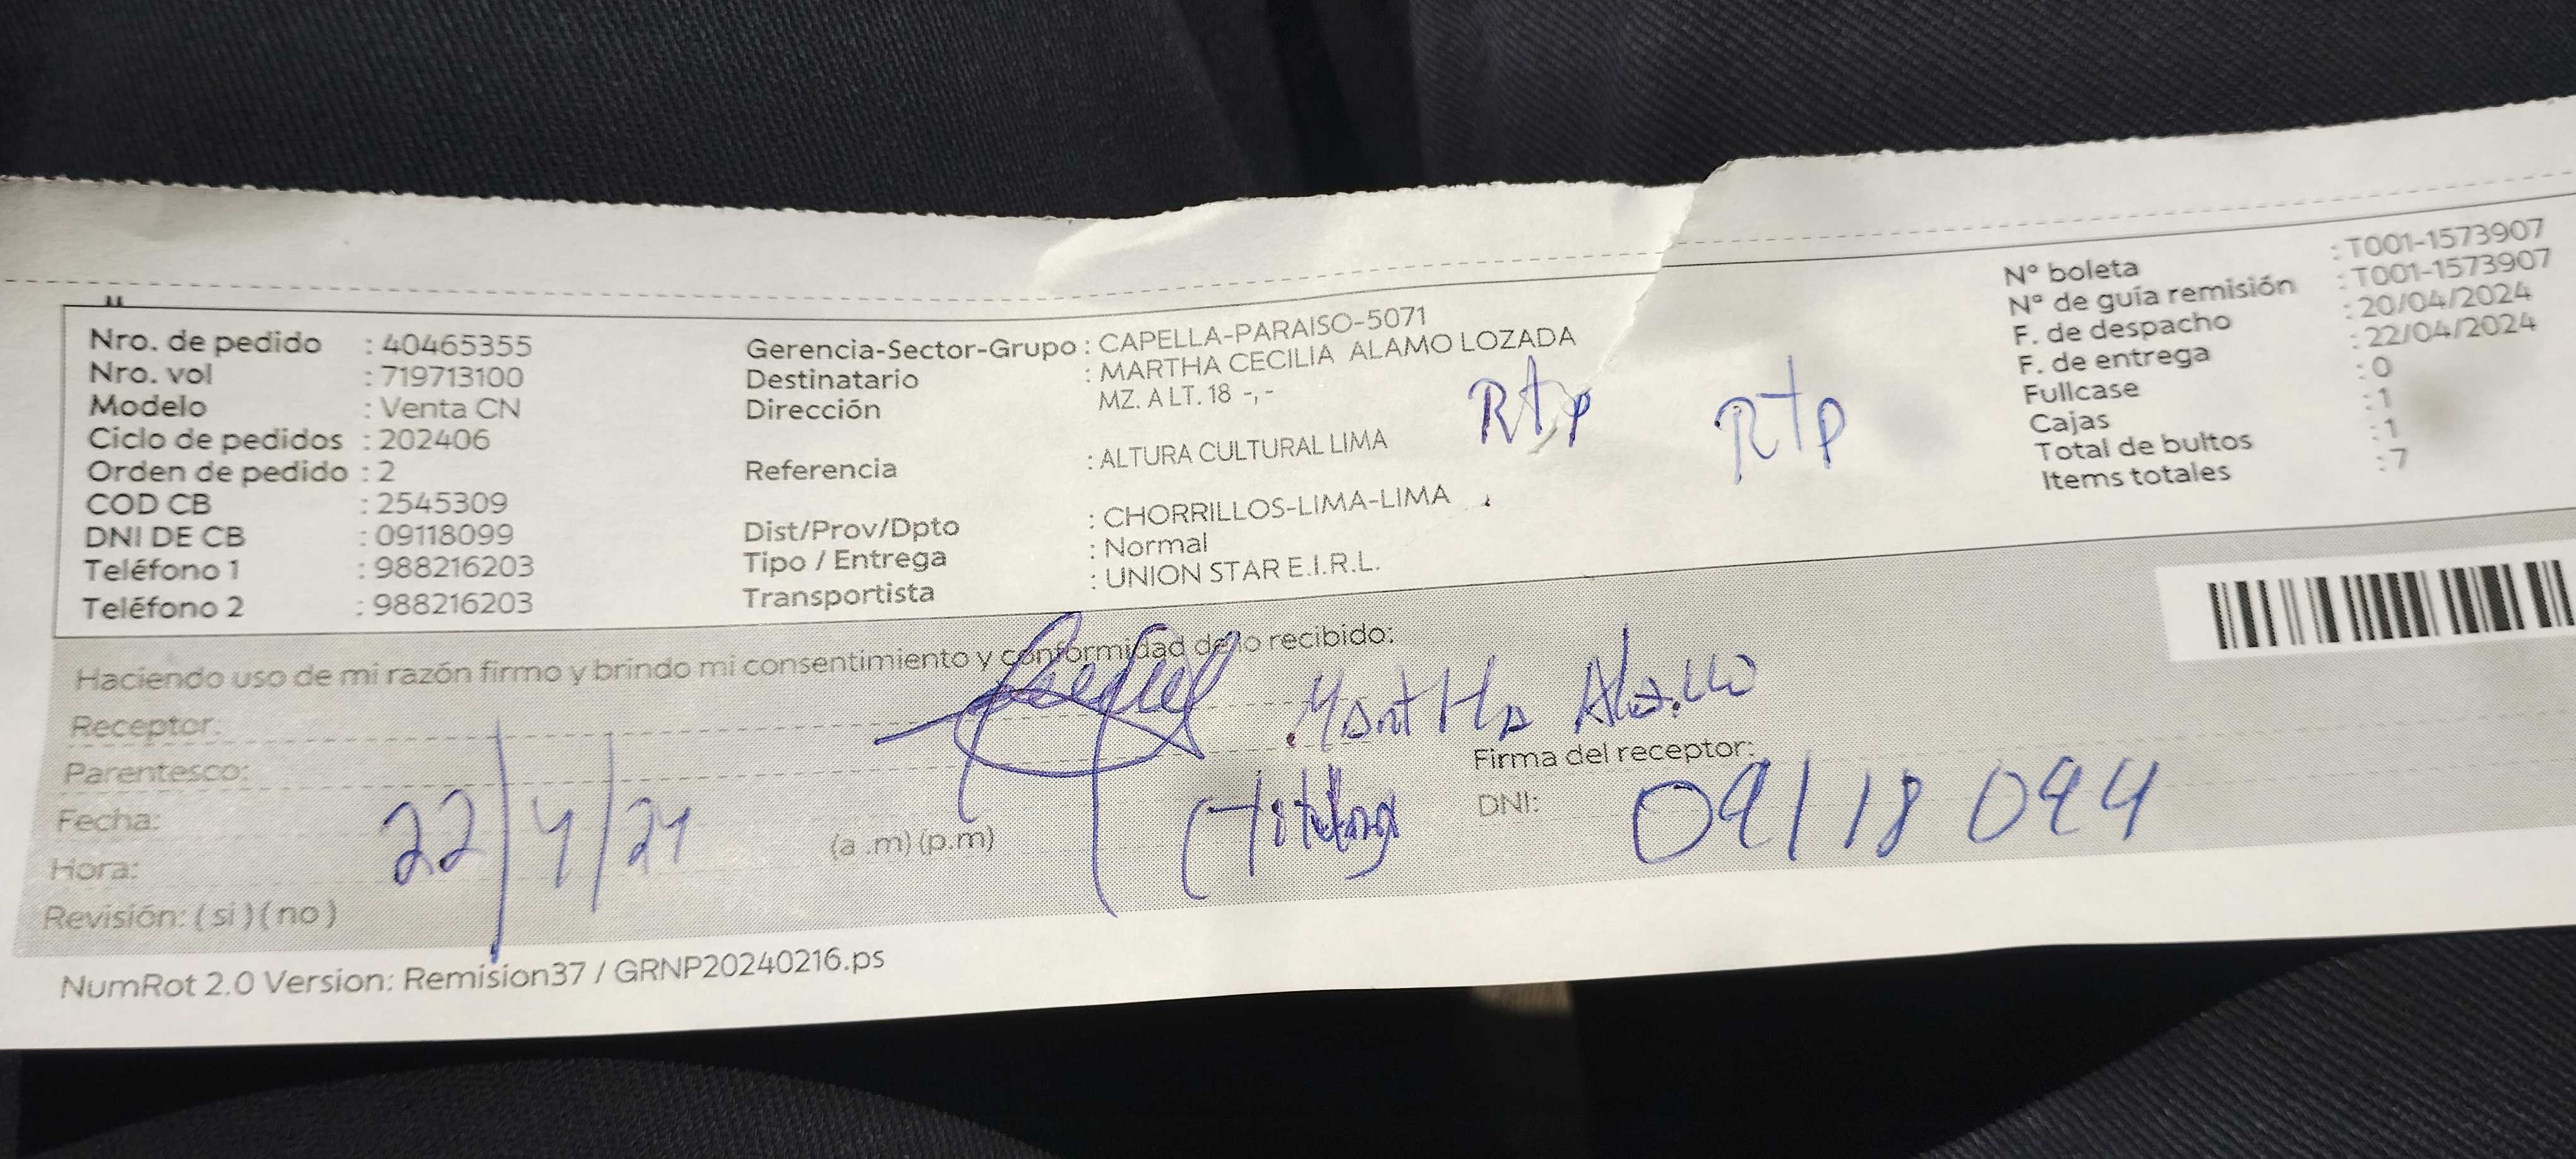 Nro. de pedido : 40465355
Nro. vol : 719713100
Modelo : Venta CN
Ciclo de pedidos : 202406
Orden de pedido : 2
COD CB : 2545309
DNI DE CB : 09118099
Teléfono 1 : 988216203
Teléfono 2 : 988216203
Gerencia-Sector-Grupo : CAPELLA-PARAISO-5071
Destinatario : MARTHA CECILIA ALAMO LOZADA
Dirección MZ. A LT. 18 -,-
Referencia : ALTURA CULTURAL LIMA
Dist/Prov/Dpto : CHORRILLOS-LIMA-LIMA
Tipo / Entrega : Normal
Transportista : UNION STAR E.I.R.L.
Rtp Rtp
N° boleta : T001-1573907
N° de guía remisión : T001-1573907
F. de despacho : 20/04/2024
F. de entrega : 22/04/2024
Fullcase : 0
Cajas : 1
Total de bultos : 1
Items totales : 7
Haciendo uso de mi razón firmo y brindo mi consentimiento y conformidad de lo recibido:
Receptor:
Martha Alamo
Parentesco:
Firma del receptor:
Fecha: 22/4/24
DNI: 09118099
Hora: (a .m) (p.m)
Revisión: ( si ) ( no )
NumRot 2.0 Version: Remision37 / GRNP20240216.ps